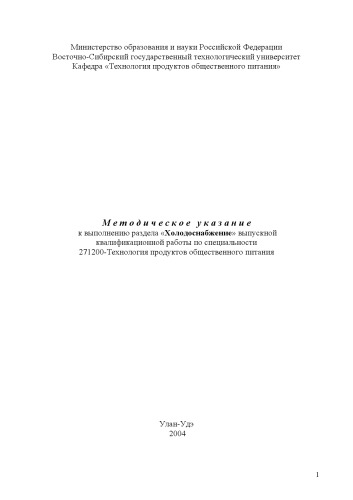 Министерство образования и науки Российской Федерации
Восточно-Сибирский государственный технологический университет
Кафедра «Технология продуктов общественного питания»
Методическое указание
к выполнению раздела «Холодоснабжение» выпускной
квалификационной работы по специальности
271200-Технология продуктов общественного питания
Улан-Удэ
2004
1